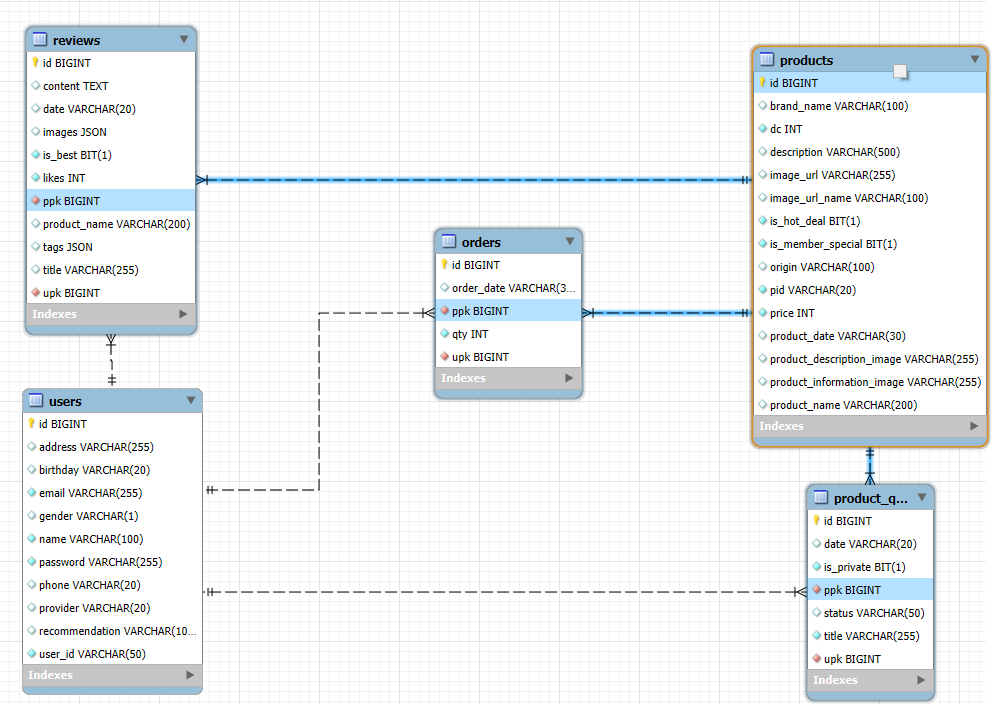 reviews
id BIGINT
content TEXT
date VARCHAR(20)
images JSON
is_best BIT(1)
likes INT
ppk BIGINT
product_name VARCHAR(200)
tags JSON
title VARCHAR(255)
upk BIGINT
Indexes
users
id BIGINT
address VARCHAR(255)
birthday VARCHAR(20)
email VARCHAR(255)
gender VARCHAR(1)
name VARCHAR(100)
password VARCHAR(255)
phone VARCHAR(20)
provider VARCHAR(20)
recommendation VARCHAR(10...
user_id VARCHAR(50)
Indexes
orders
id BIGINT
order_date VARCHAR(3...
ppk BIGINT
qty INT
upk BIGINT
Indexes
products
id BIGINT
brand_name VARCHAR(100)
dc INT
description VARCHAR(500)
image_url VARCHAR(255)
image_url_name VARCHAR(100)
is_hot_deal BIT(1)
is_member_special BIT(1)
origin VARCHAR(100)
pid VARCHAR(20)
price INT
product_date VARCHAR(30)
product_description_image VARCHAR(255)
product_information_image VARCHAR(255)
product_name VARCHAR(200)
Indexes
product_q...
id BIGINT
date VARCHAR(20)
is_private BIT(1)
ppk BIGINT
status VARCHAR(50)
title VARCHAR(255)
upk BIGINT
Indexes